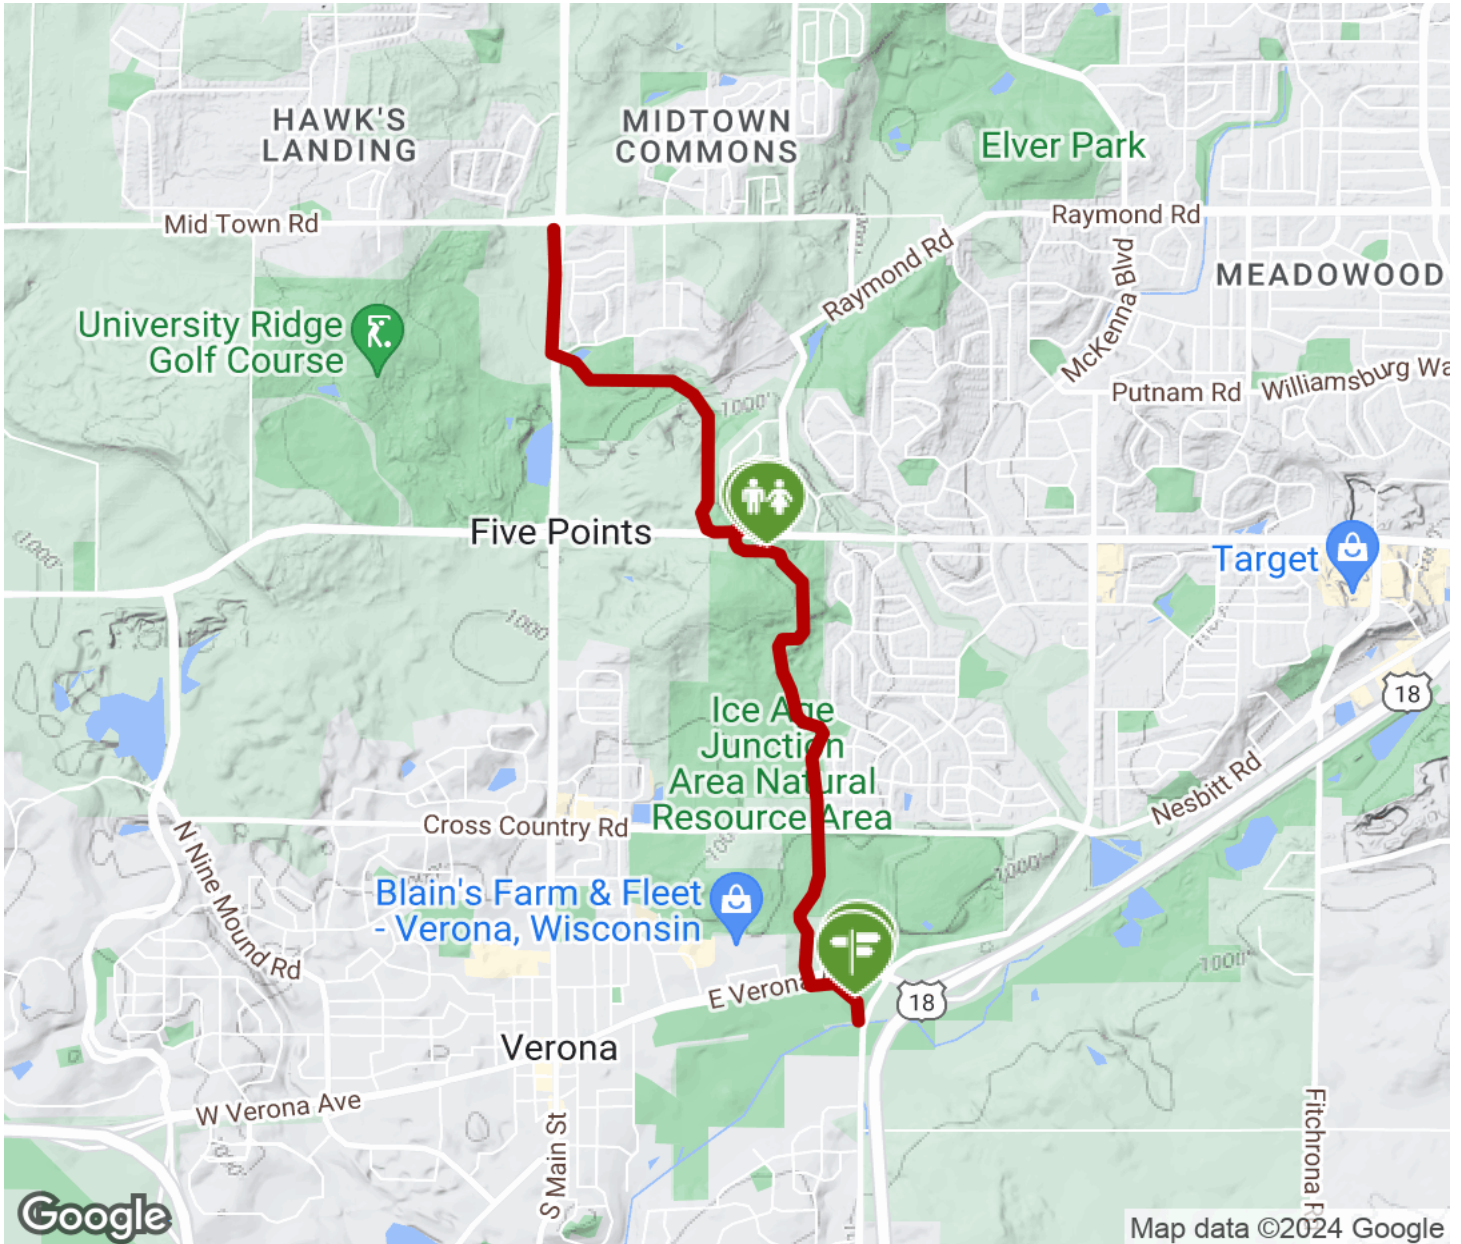 HAWK'S
LANDING
MIDTOWN
COMMONS
Elver Park
Mid Town Rd
Raymond Rd
Raymond Rd
McKenna Blvd
MEADOWOOD
University Ridge
Golf Course
Putnam Rd
Williamsburg Wa
1000'
Five Points
Target
1000
1000
18
Ice Age
Junction
Area Natural
Resource Area
Nesbitt Rd
Cross Country Rd
N Nine Mound Rd
1000'
Blain's Farm & Fleet
- Verona, Wisconsin
1000'
E Verona
18
Verona
W Verona Ave
S Main St
Fitchrona R
Google
Map data ©2024 Google